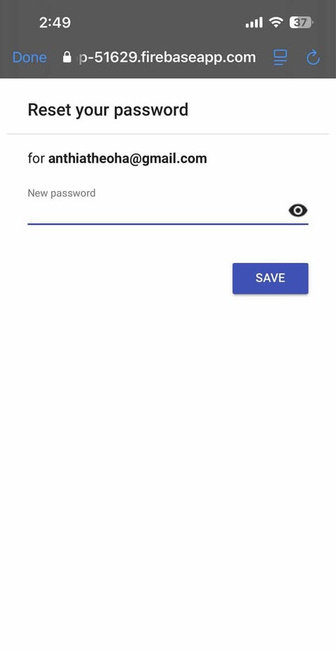 2:49
37
Done
p-51629.firebaseapp.com
Reset your password
for anthiatheoha@gmail.com
New password
SAVE